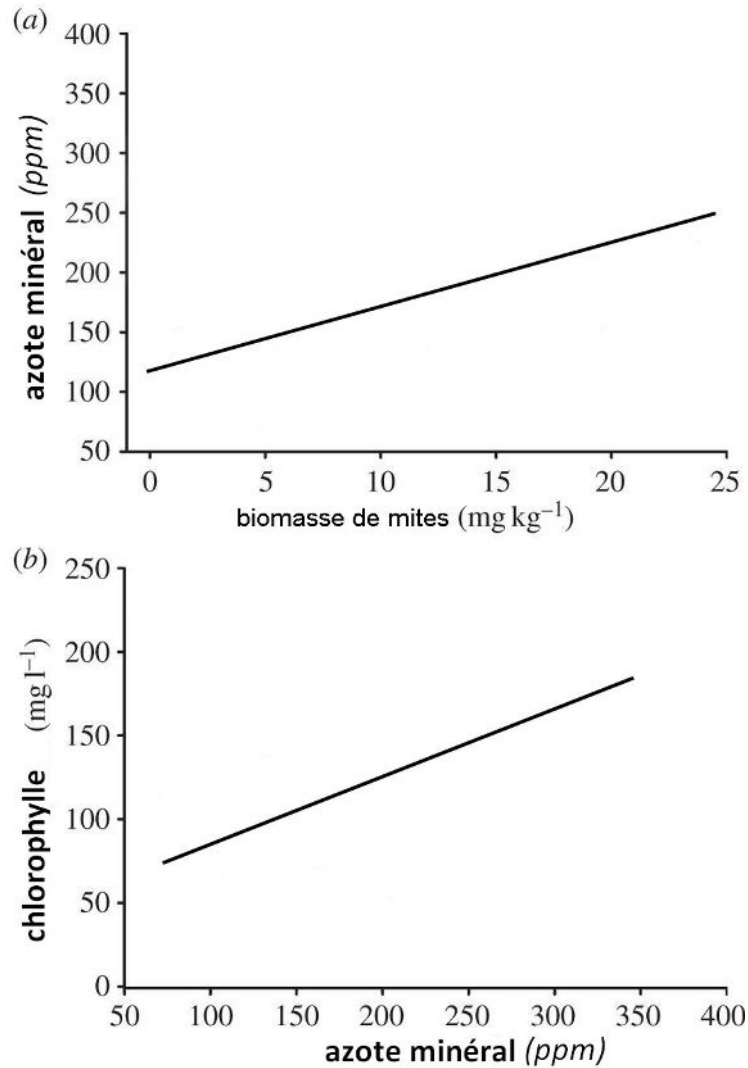 (a)
azote minéral (ppm)
400
350
300
250
200
150
100
50
0 5 10 15 20 25
biomasse de mites (mg kg⁻¹)
(b)
chlorophylle (mg l⁻¹)
250
200
150
100
50
0
50 100 150 200 250 300 350 400
azote minéral (ppm)